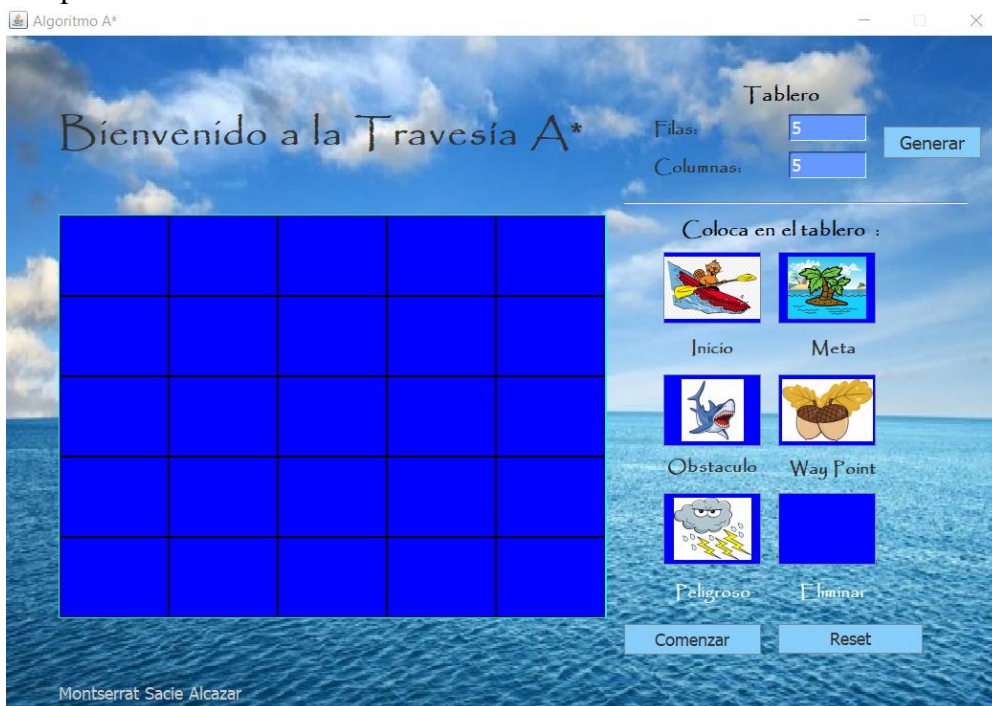 Algoritmo A*
Bienvenido a la Travesía A*
Tablero
Filas: 5
Columnas: 5
Generar
Coloca en el tablero :
Inicio Meta
Obstaculo Way Point
Peligroso Eliminar
Comenzar Reset
Montserrat Sacie Alcazar